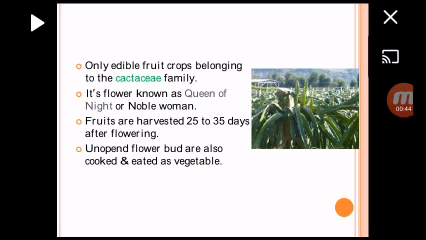 Only edible fruit crops belonging
to the cactaceae family.
It's flower known as Queen of
Night or Noble woman.
Fruits are harvested 25 to 35 days
after flowering.
Unopend flower bud are also
cooked & eated as vegetable.
00:44